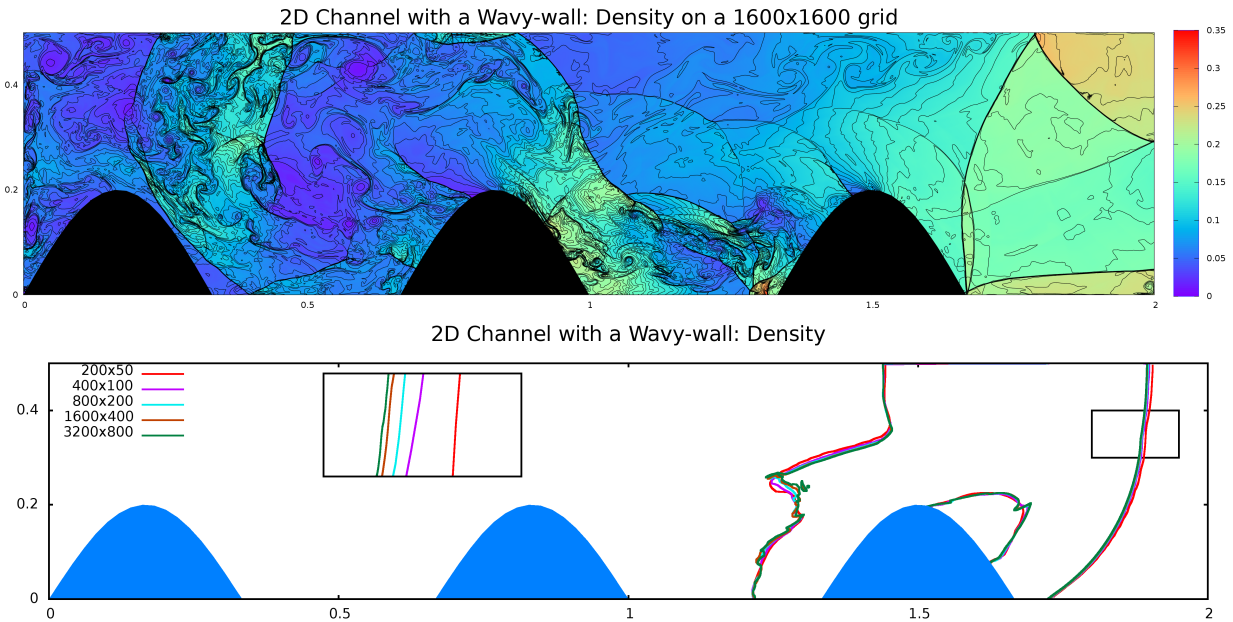 2D Channel with a Wavy-wall: Density on a 1600x1600 grid
0.4
0.2
0
0 0.5 1 1.5 2
0.35
0.3
0.25
0.2
0.15
0.1
0.05
0
2D Channel with a Wavy-wall: Density
200x50
400x100
800x200
1600x400
3200x800
0.4
0.2
0
0 0.5 1 1.5 2